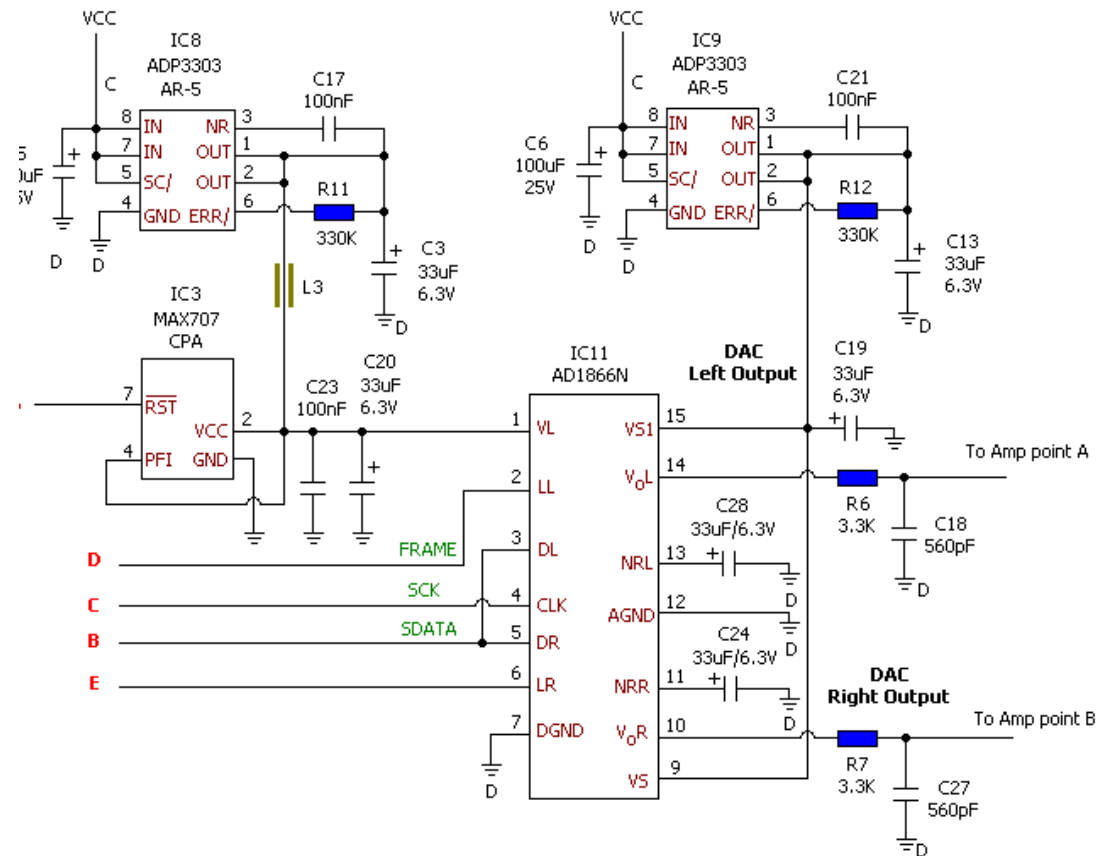 VCC
IC8
ADP3303
AR-5
C
C17
100nF
8 IN
NR 3
7 IN
OUT 1
5 SC/
OUT 2
4 GND
ERR/ 6
R11
330K
D
D
C3
33uF
6.3V
D
L3
VCC
IC9
ADP3303
AR-5
C
C21
100nF
C6
100uF
25V
8 IN
NR 3
7 IN
OUT 1
5 SC/
OUT 2
4 GND
ERR/ 6
R12
330K
D
D
C13
33uF
6.3V
D
IC3
MAX707
CPA
7 RST
VCC 2
4 PFI
GND
C23
100nF
C20
33uF
6.3V
IC11
AD1866N
DAC
Left Output
C19
33uF
6.3V
1 VL
VS1 15
2 LL
VoL 14
3 DL
NRL 13
4 CLK
AGND 12
5 DR
NRR 11
6 LR
VoR 10
7 DGND
VS 9
D
D FRAME
C SCK
B SDATA
E
To Amp point A
R6
3.3K
C18
560pF
D
C28
33uF/6.3V
D
D
C24
33uF/6.3V
D
DAC
Right Output
To Amp point B
R7
3.3K
C27
560pF
D